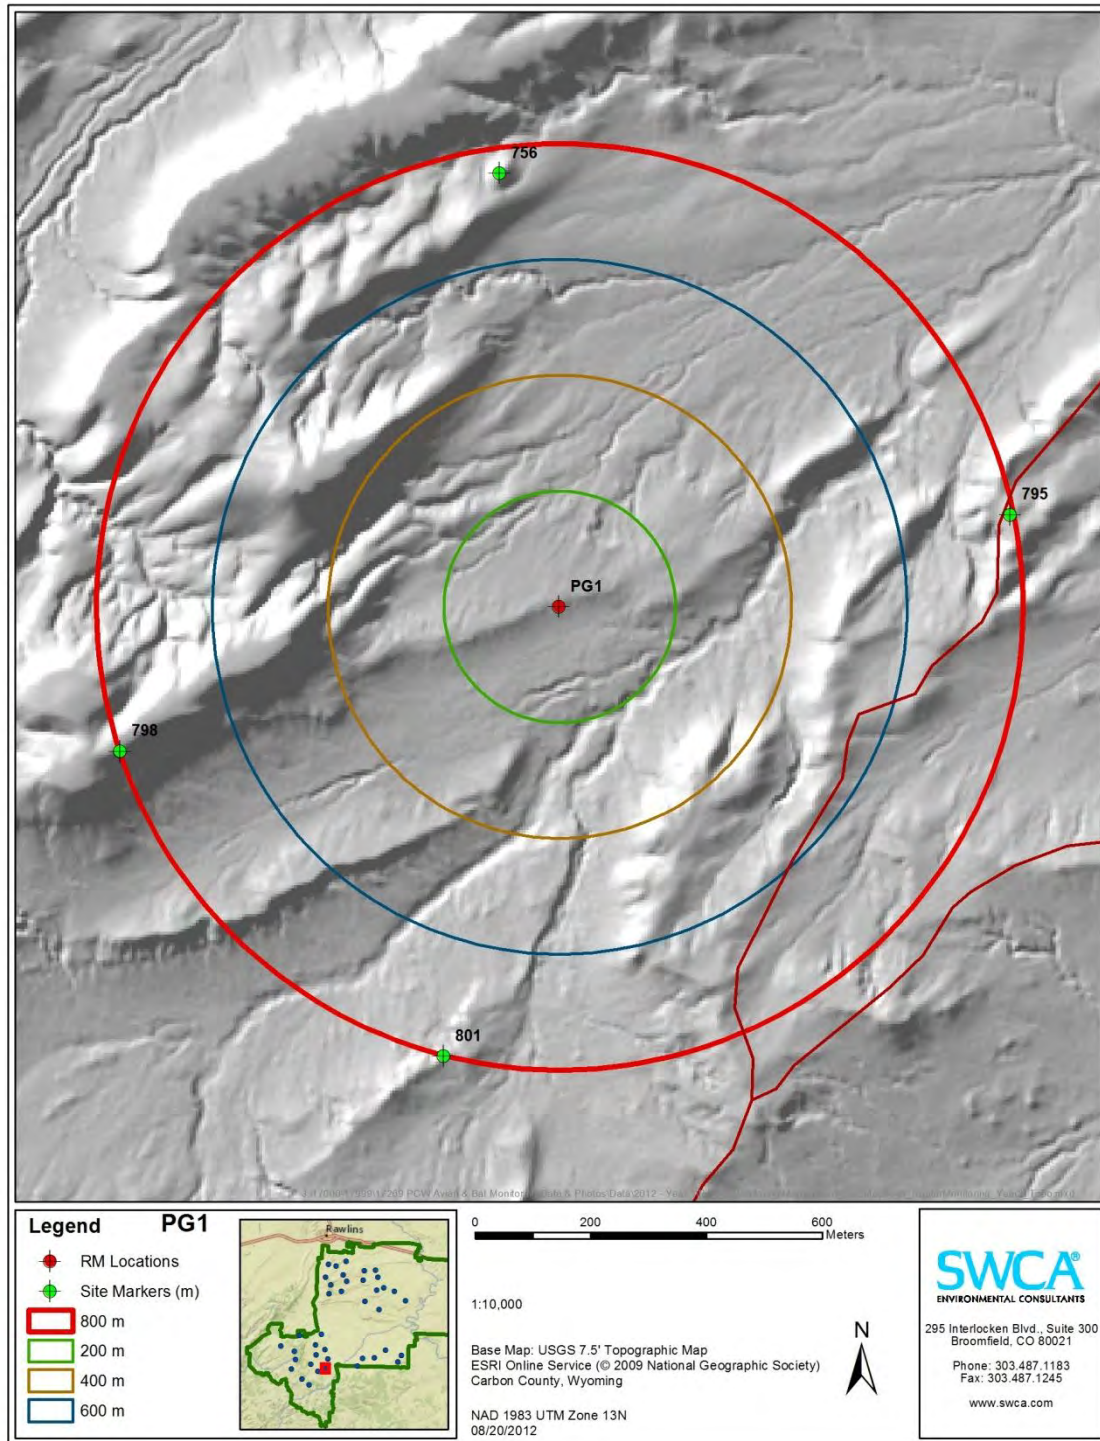 756
795
PG1
798
801
Legend PG1
RM Locations
Site Markers (m)
800 m
200 m
400 m
600 m
Rawlins
0 200 400 600
Meters
1:10,000
Base Map: USGS 7.5' Topographic Map
ESRI Online Service (© 2009 National Geographic Society)
Carbon County, Wyoming
NAD 1983 UTM Zone 13N
08/20/2012
N
SWCA®
ENVIRONMENTAL CONSULTANTS
295 Interlocken Blvd., Suite 300
Broomfield, CO 80021
Phone: 303.487.1183
Fax: 303.487.1245
www.swca.com